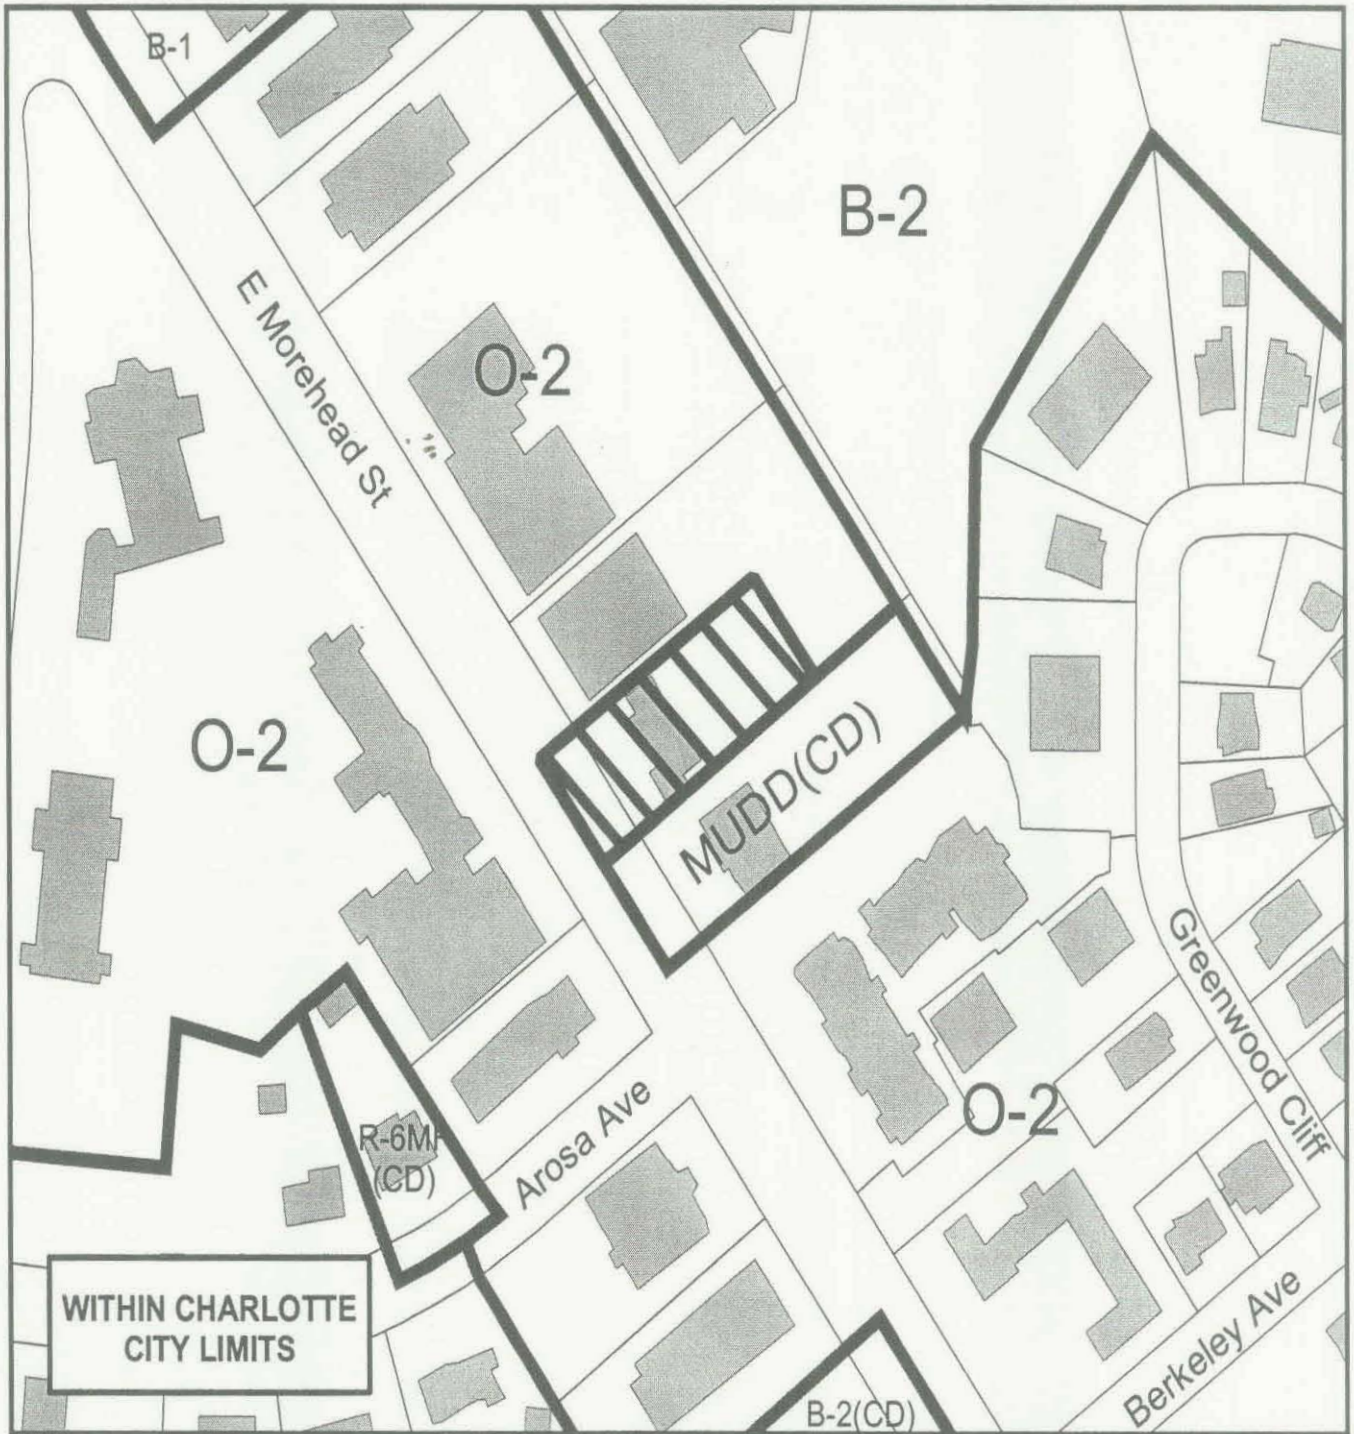 B-1
B-2
E Morehead St
O-2
O-2
MUDD(CD)
Greenwood Cliff
O-2
R-6MF
(CD)
Arosa Ave
WITHIN CHARLOTTE
CITY LIMITS
Berkeley Ave
B-2(CD)